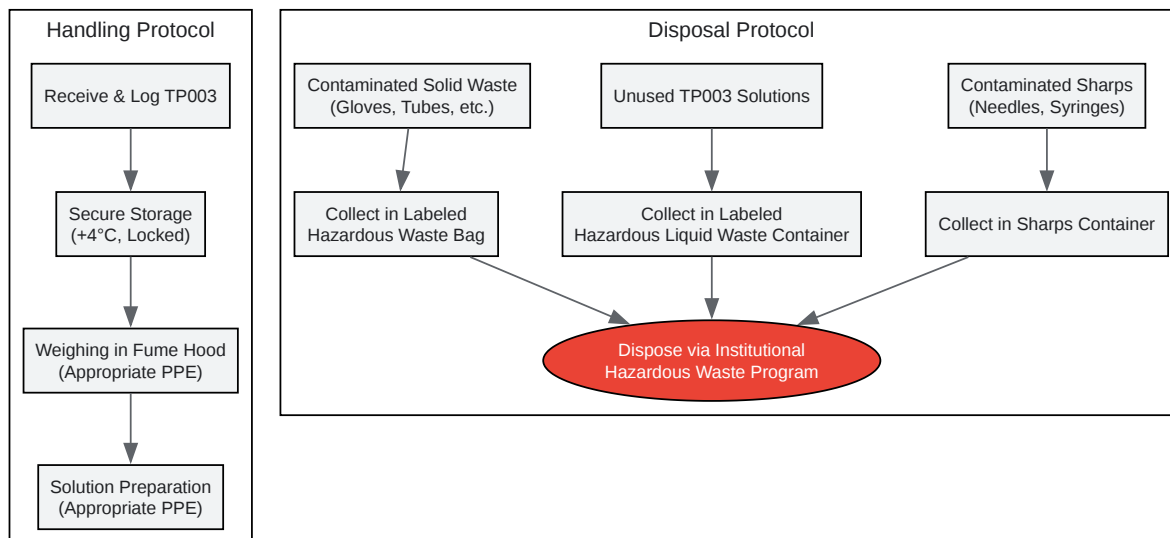 Handling Protocol
Receive & Log TP003
Secure Storage
(+4°C, Locked)
Weighing in Fume Hood
(Appropriate PPE)
Solution Preparation
(Appropriate PPE)
Disposal Protocol
Contaminated Solid Waste
(Gloves, Tubes, etc.)
Unused TP003 Solutions
Contaminated Sharps
(Needles, Syringes)
Collect in Labeled
Hazardous Waste Bag
Collect in Labeled
Hazardous Liquid Waste Container
Collect in Sharps Container
Dispose via Institutional
Hazardous Waste Program